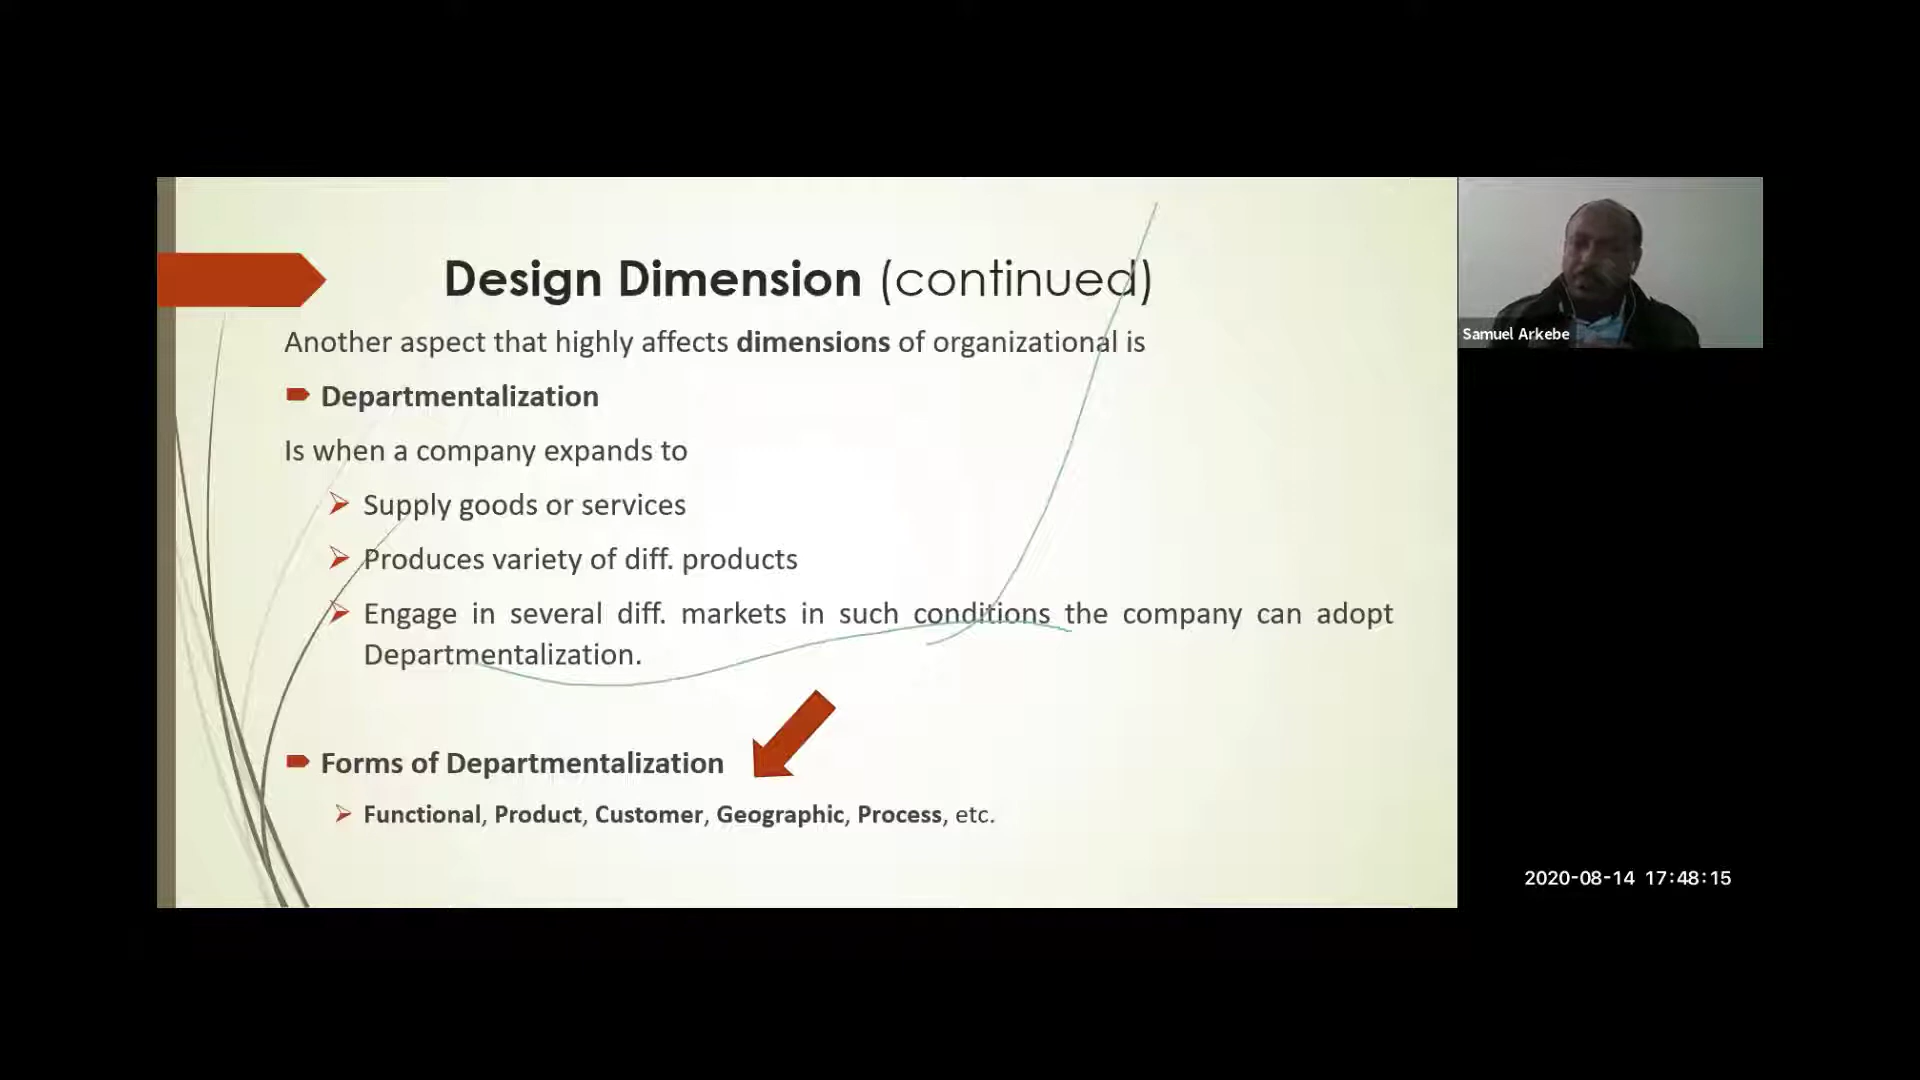 Design Dimension (continued)
Another aspect that highly affects dimensions of organizational is
Departmentalization
Is when a company expands to
Supply goods or services
Produces variety of diff. products
Engage in several diff. markets in such conditions the company can adopt
Departmentalization.
Forms of Departmentalization
Functional, Product, Customer, Geographic, Process, etc.
Samuel Arkebe
2020-08-14 17:48:15